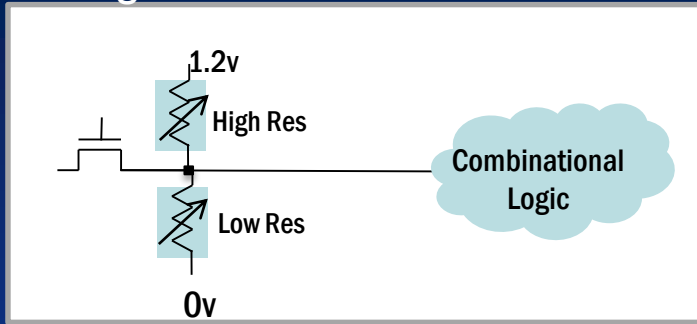 1.2v
High Res
Combinational
Logic
Low Res
0v